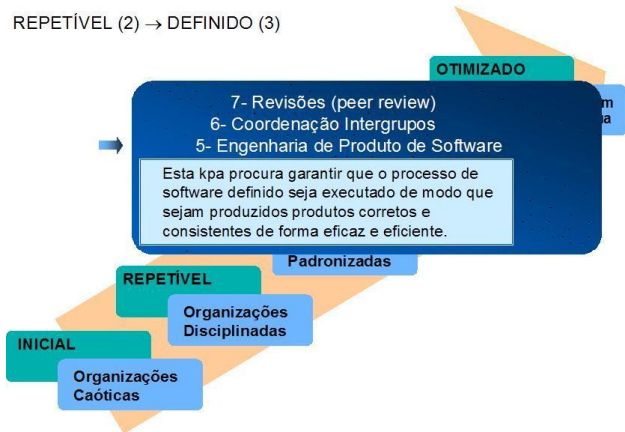 REPETÍVEL (2) → DEFINIDO (3)
OTIMIZADO
7- Revisões (peer review)
6- Coordenação Intergrupos
5- Engenharia de Produto de Software
Esta kpa procura garantir que o processo de
software definido seja executado de modo que
sejam produzidos produtos corretos e
consistentes de forma eficaz e eficiente.
Padronizadas
REPETÍVEL
Organizações
Disciplinadas
INICIAL
Organizações
Caóticas